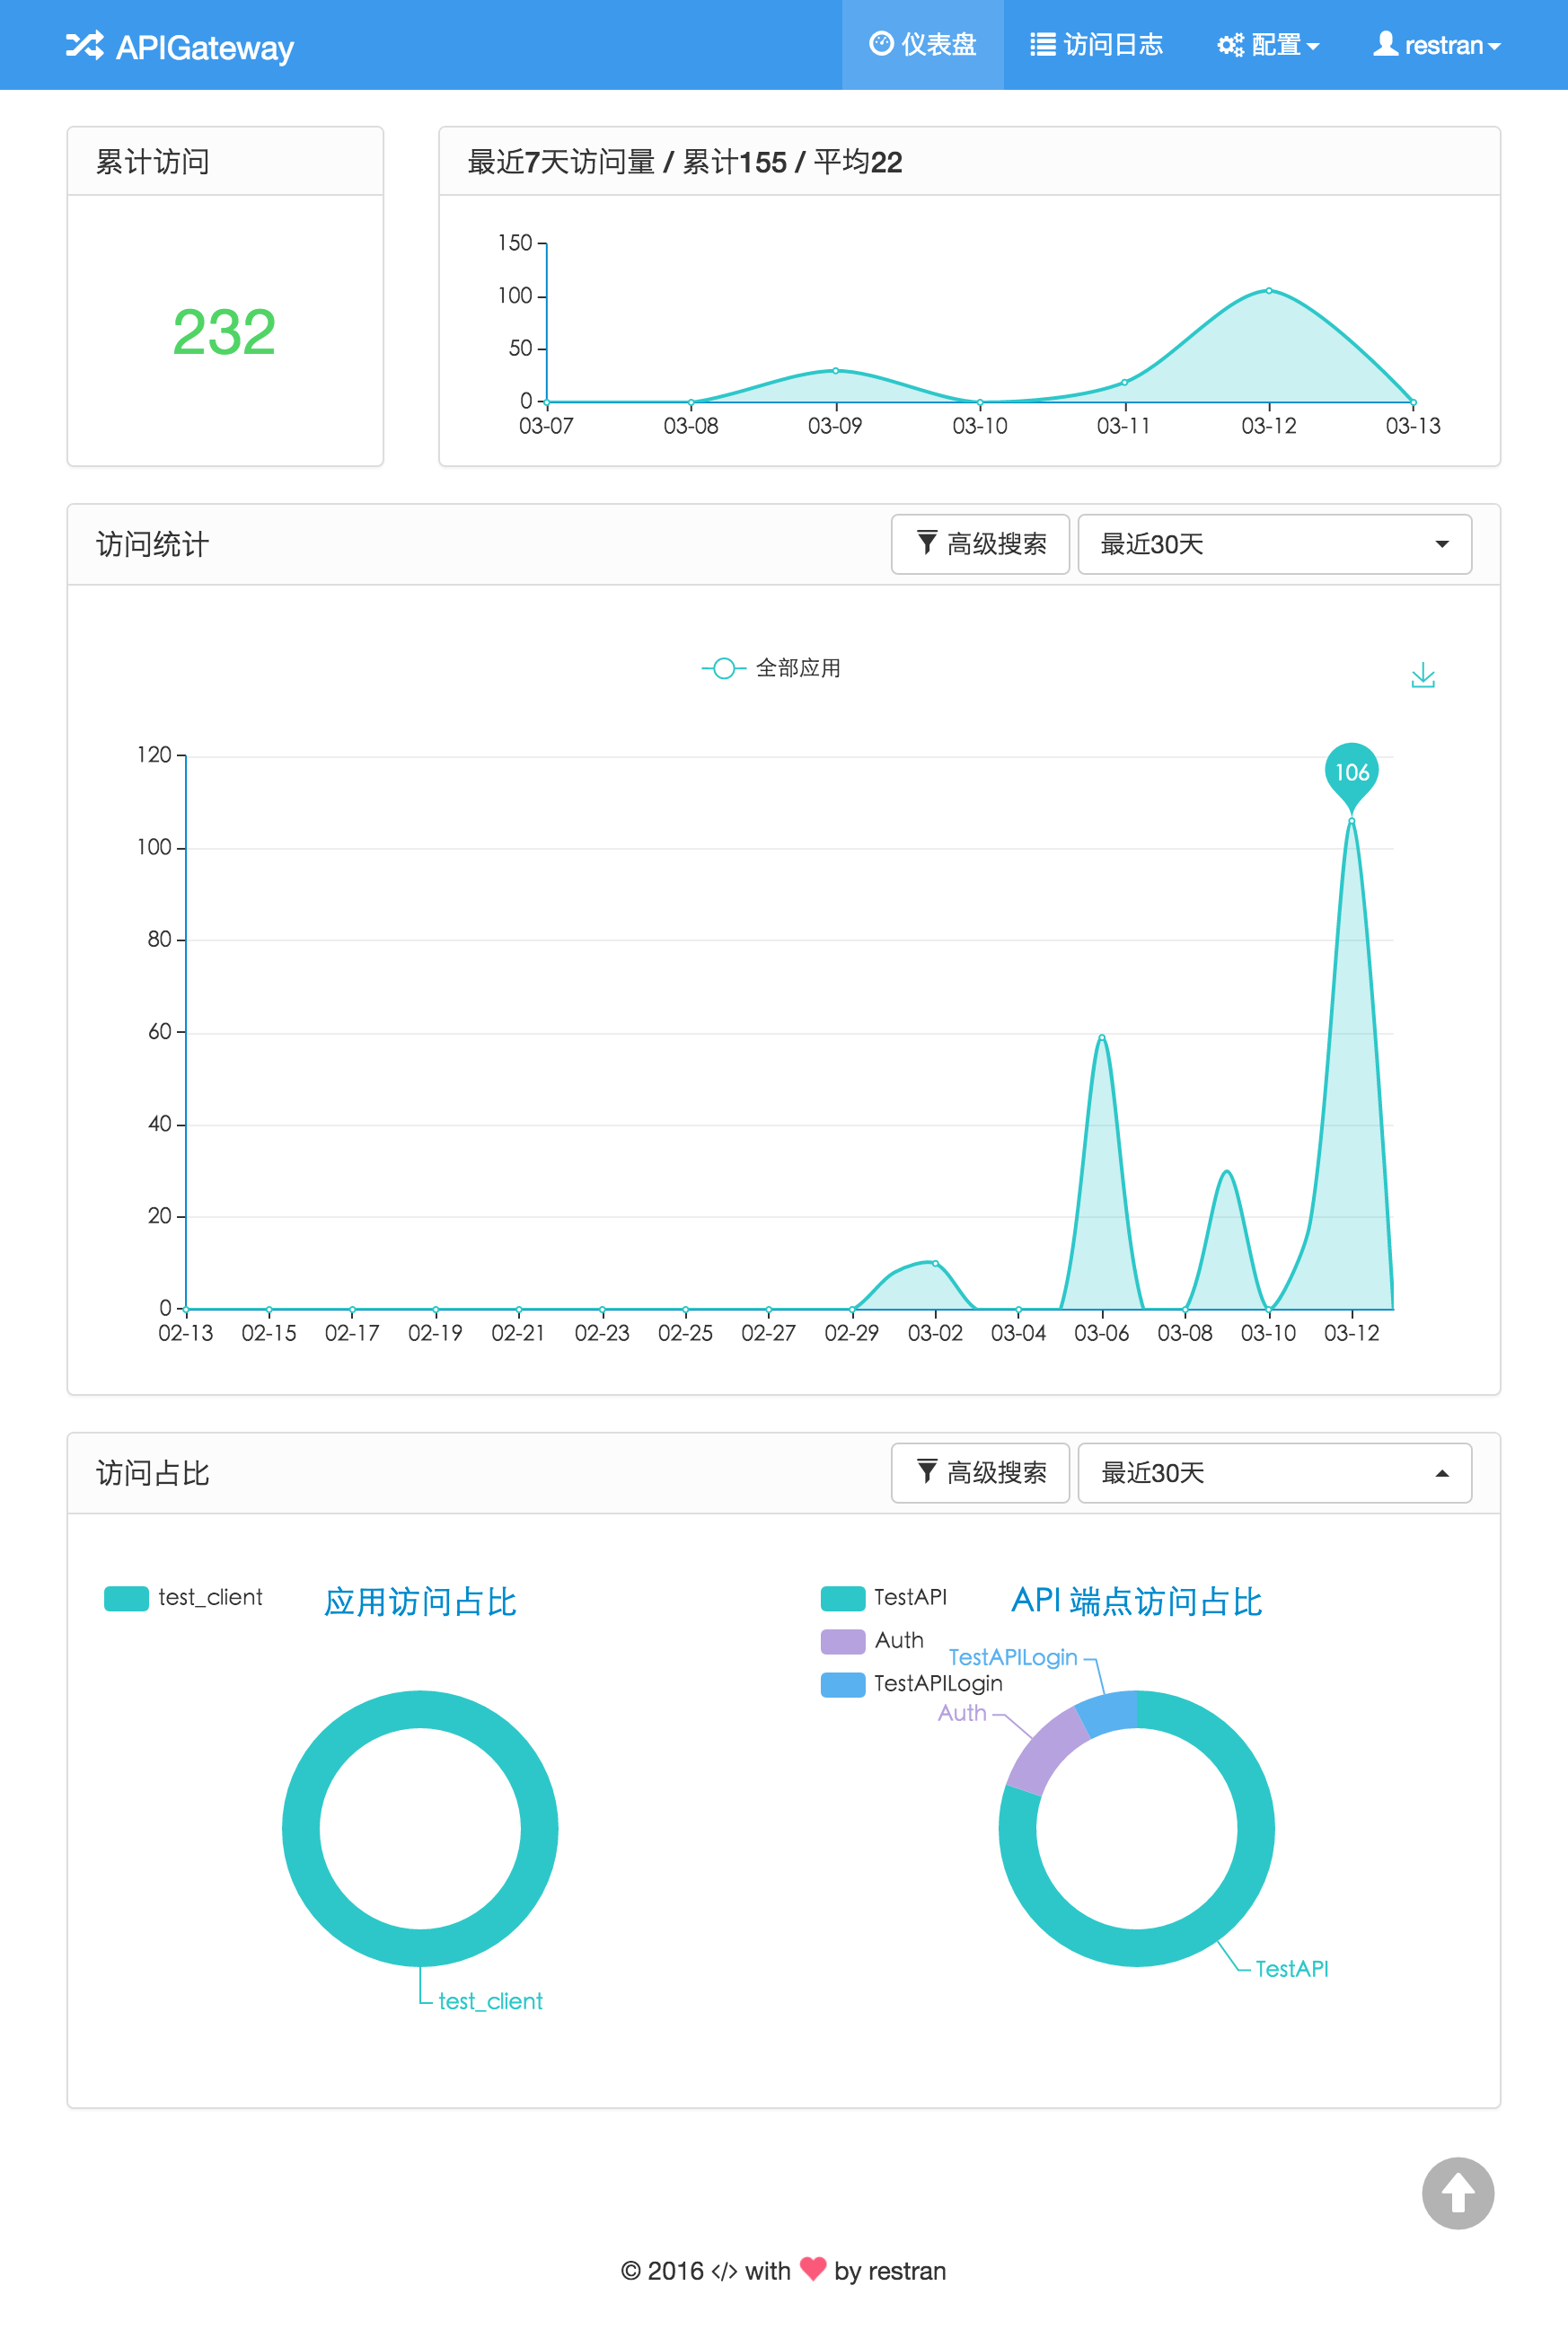 APIGateway 仪表盘 访问日志 配置 restran
累计访问
232
最近7天访问量 / 累计155 / 平均22
150
100
50
0
03-07 03-08 03-09 03-10 03-11 03-12 03-13
访问统计 高级搜索 最近30天
全部应用
106
120
100
80
60
40
20
0
02-13 02-15 02-17 02-19 02-21 02-23 02-25 02-27 02-29 03-02 03-04 03-06 03-08 03-10 03-12
访问占比 高级搜索 最近30天
test_client 应用访问占比
test_client
TestAPI API 端点访问占比
Auth
TestAPILogin
TestAPILogin
Auth
TestAPI
© 2016 </> with ♥ by restran